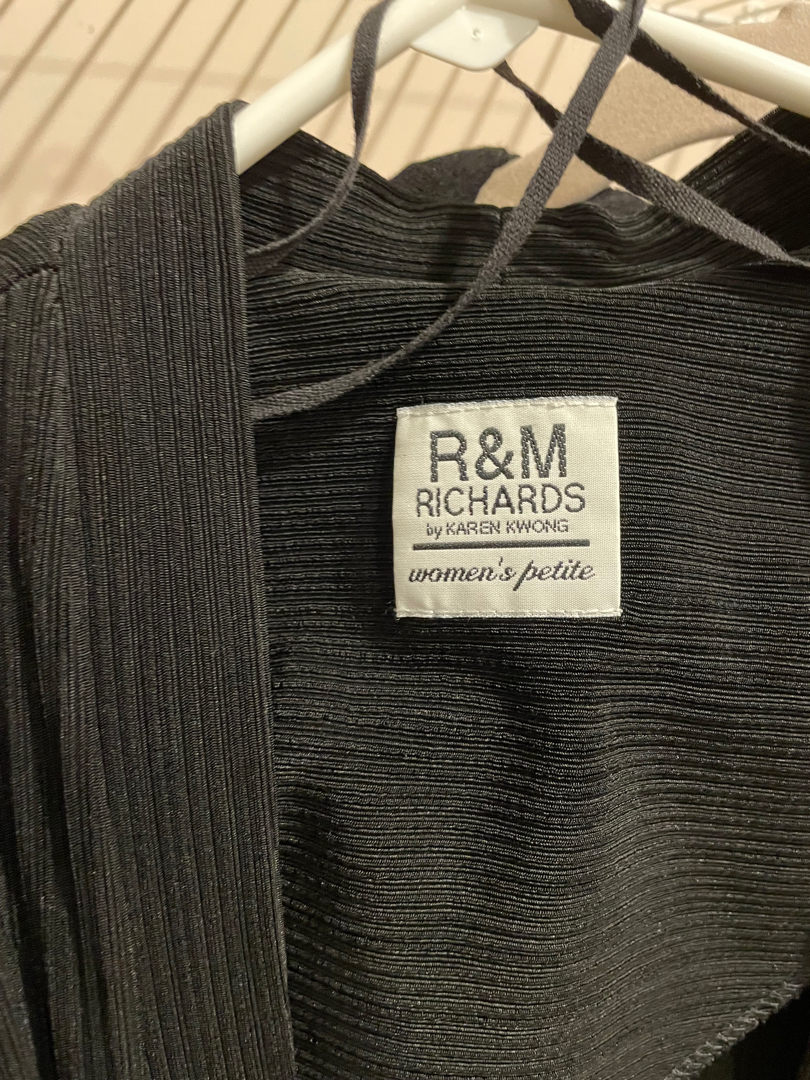 R&M
RICHARDS
by KAREN KWONG
women's petite